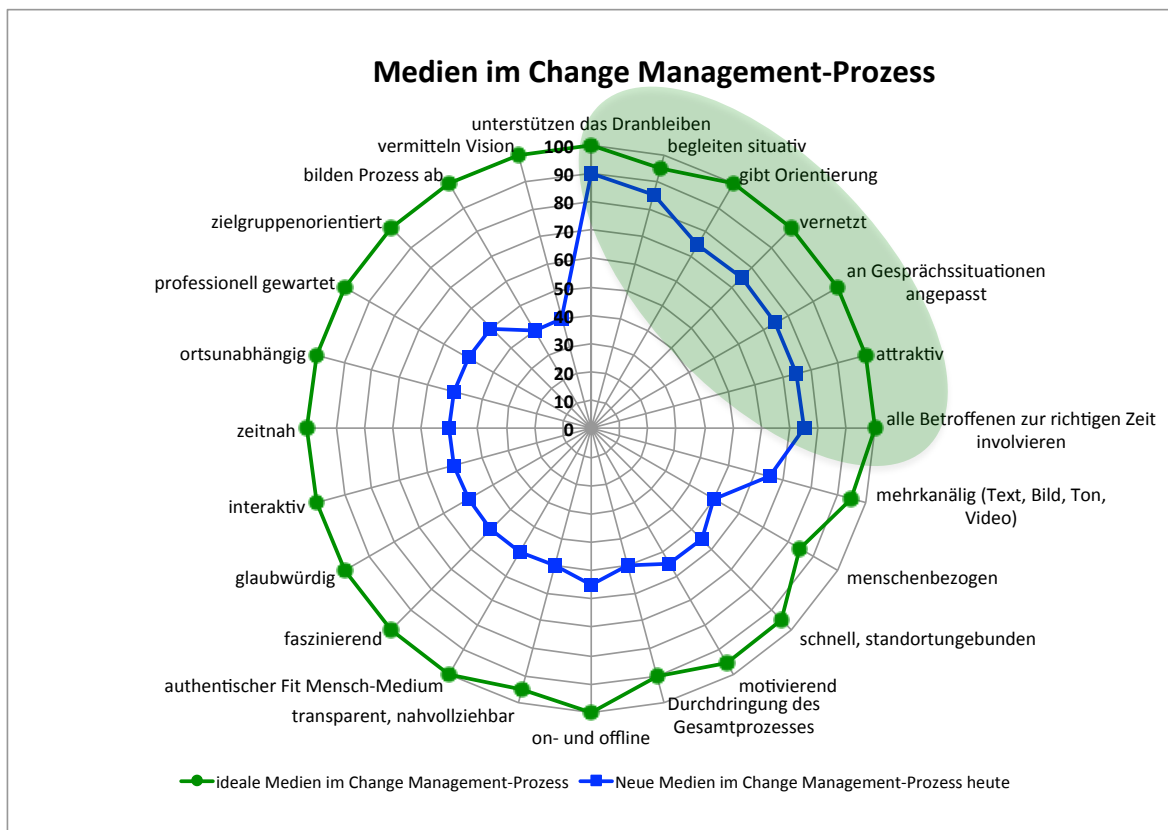 Medien im Change Management-Prozess
unterstützen das Dranbleiben
vermitteln Vision
100
begleiten situativ
bilden Prozess ab
90
gibt Orientierung
80
zielgruppenorientiert
70
vernetzt
60
professionell gewartet
50
an Gesprächssituationen
angepasst
40
ortsunabhängig
30
attraktiv
20
10
zeitnah
0
alle Betroffenen zur richtigen Zeit
involvieren
interaktiv
mehrkanälig (Text, Bild, Ton,
Video)
glaubwürdig
menschenbezogen
faszinierend
schnell, standortungebunden
authentischer Fit Mensch-Medium
motivierend
transparent, nahvollziehbar
Durchdringung des
Gesamtprozesses
on- und offline
ideale Medien im Change Management-Prozess
Neue Medien im Change Management-Prozess heute